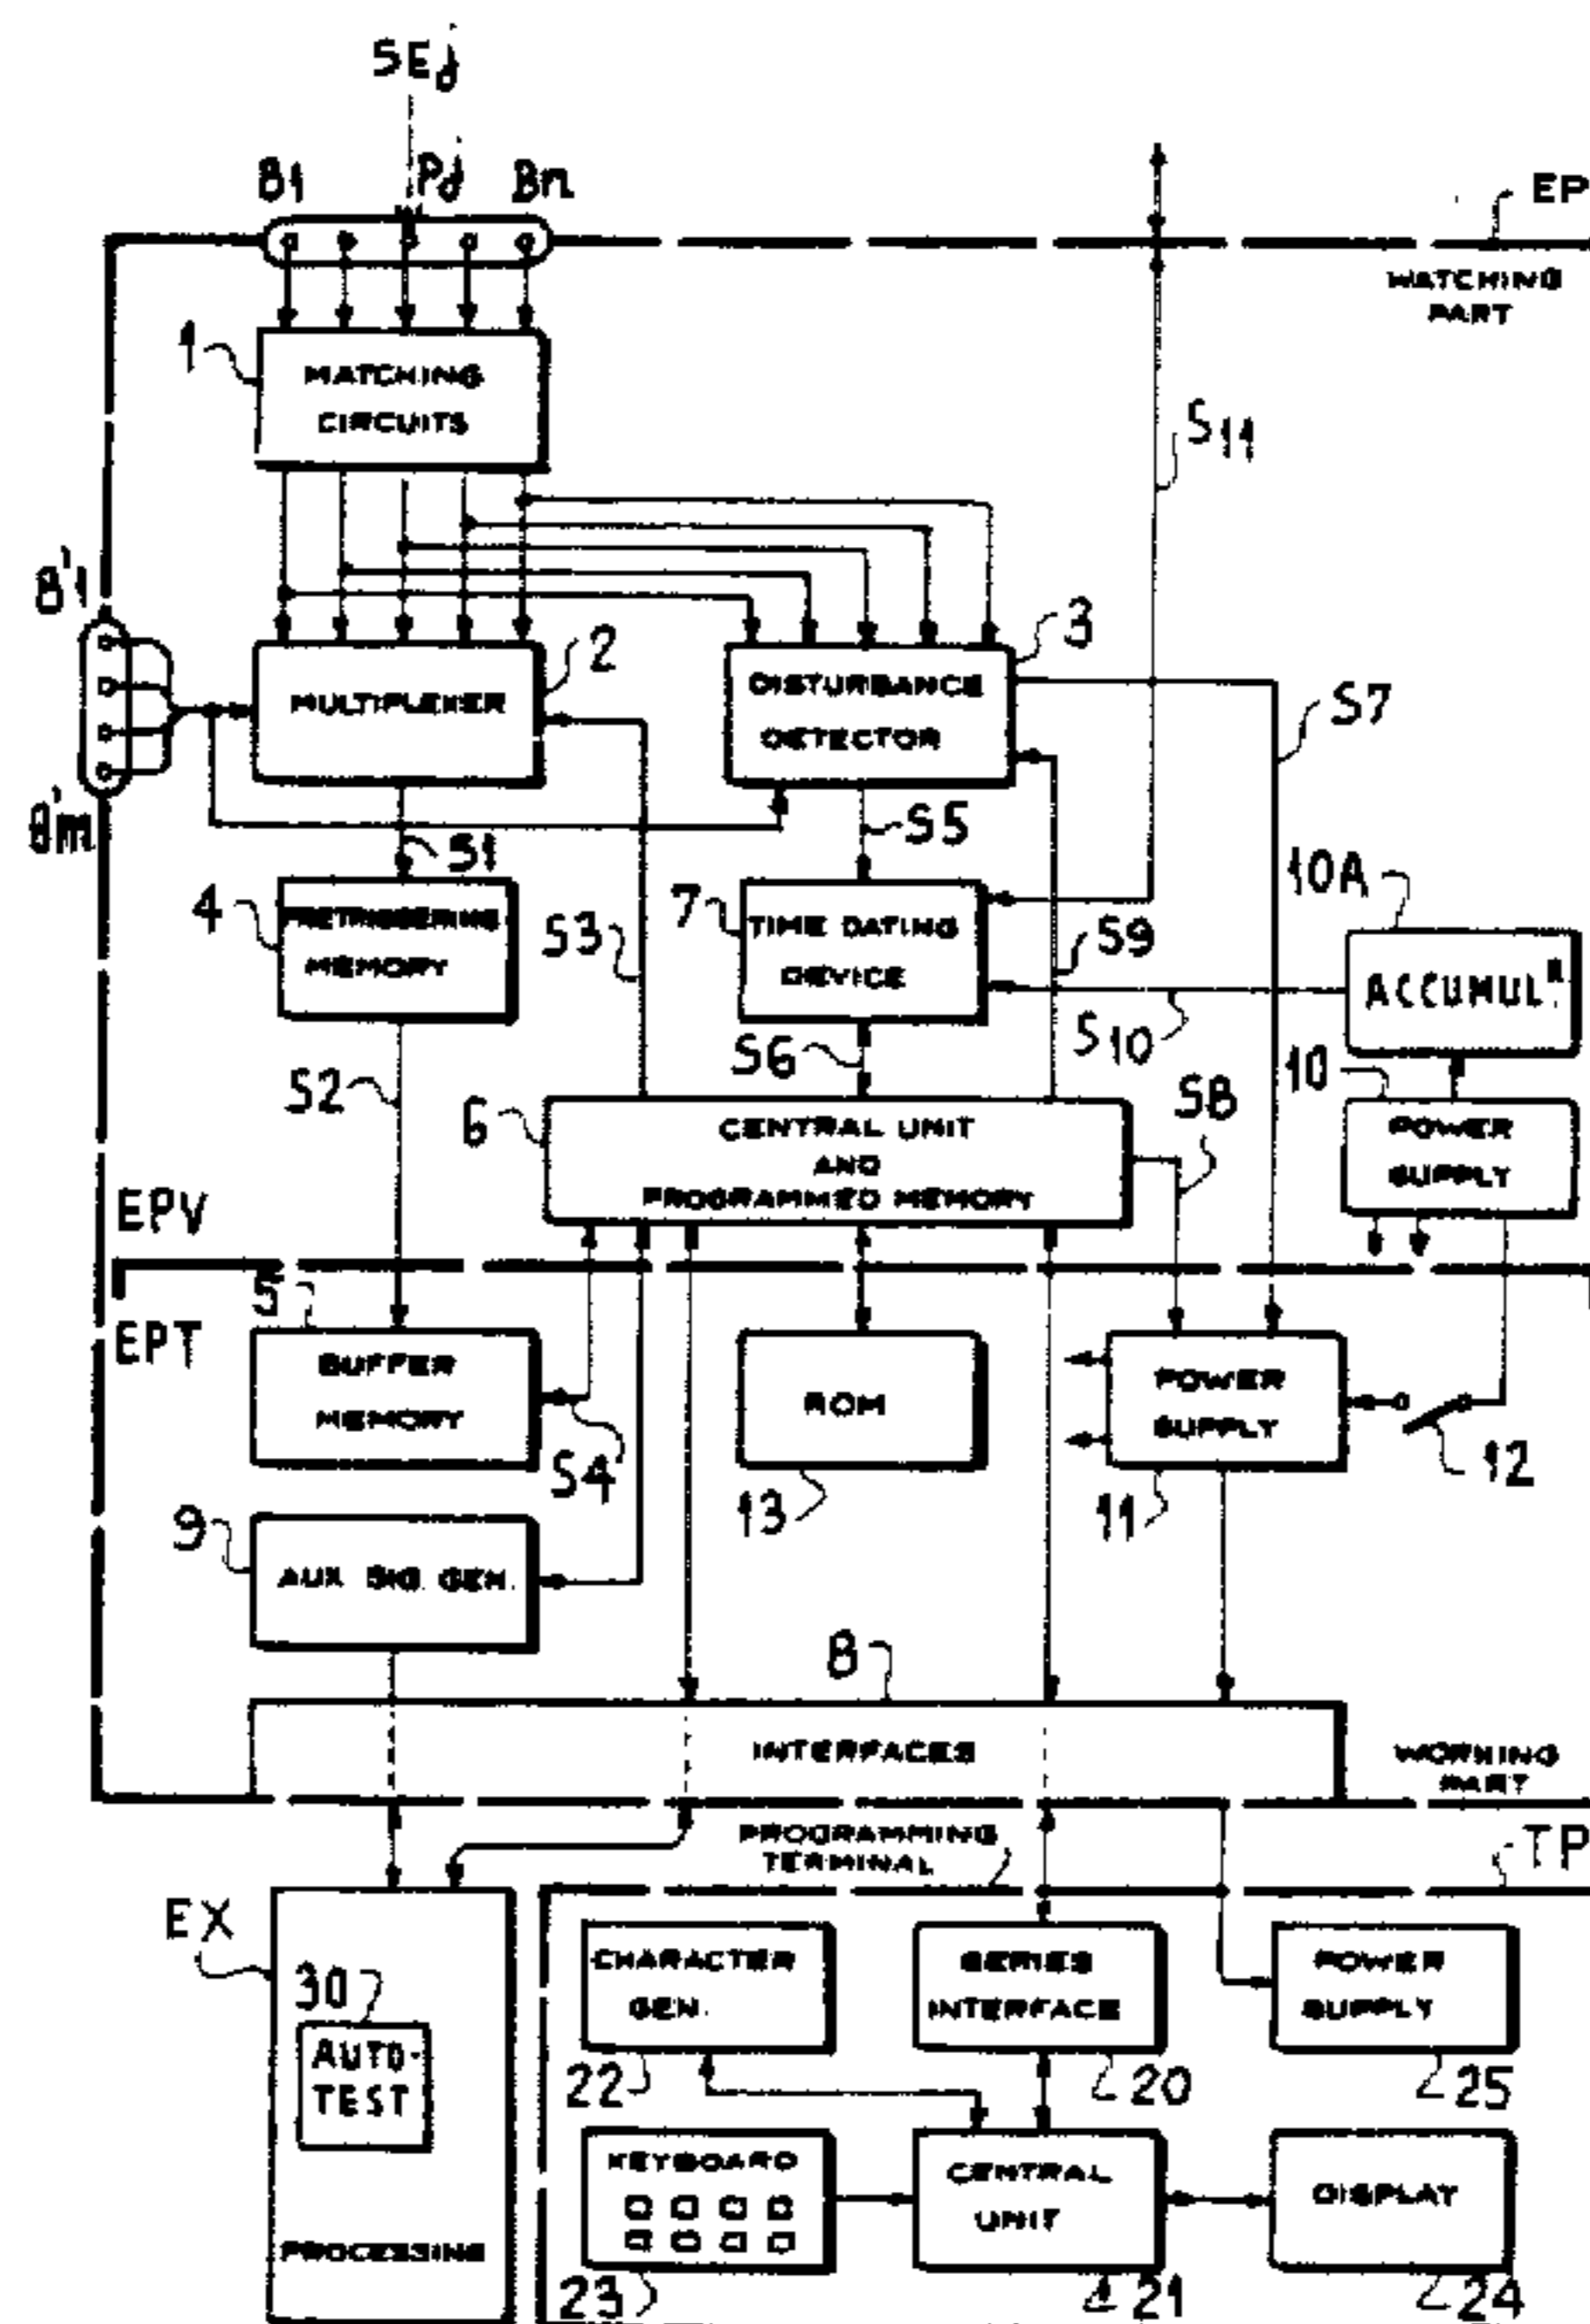 SEj
B1
Pj
Bn
EP
WATCHING
PART
1
MATCHING
CIRCUITS
S11
B'1
2
3
MULTIPLEXER
DISTURBANCE
DETECTOR
S7
B'm
S1
S5
10A
4
PRETRIGGERING
MEMORY
S3
7
TIME DATING
DEVICE
S9
ACCUMULR.
S10
S6
10
S2
6
CENTRAL UNIT
AND
PROGRAMMED MEMORY
S8
POWER
SUPPLY
EPV
5
EPT
BUFFER
MEMORY
ROM
POWER
SUPPLY
S4
13
11
12
9
AUX SIG. GEN.
8
INTERFACES
WORKING
PART
PROGRAMMING
TERMINAL
TP
EX
CHARACTER
GEN.
SERIES
INTERFACE
POWER
SUPPLY
30
AUTO-
TEST
22
20
25
KEYBOARD
CENTRAL
UNIT
DISPLAY
PROCESSING
23
21
24